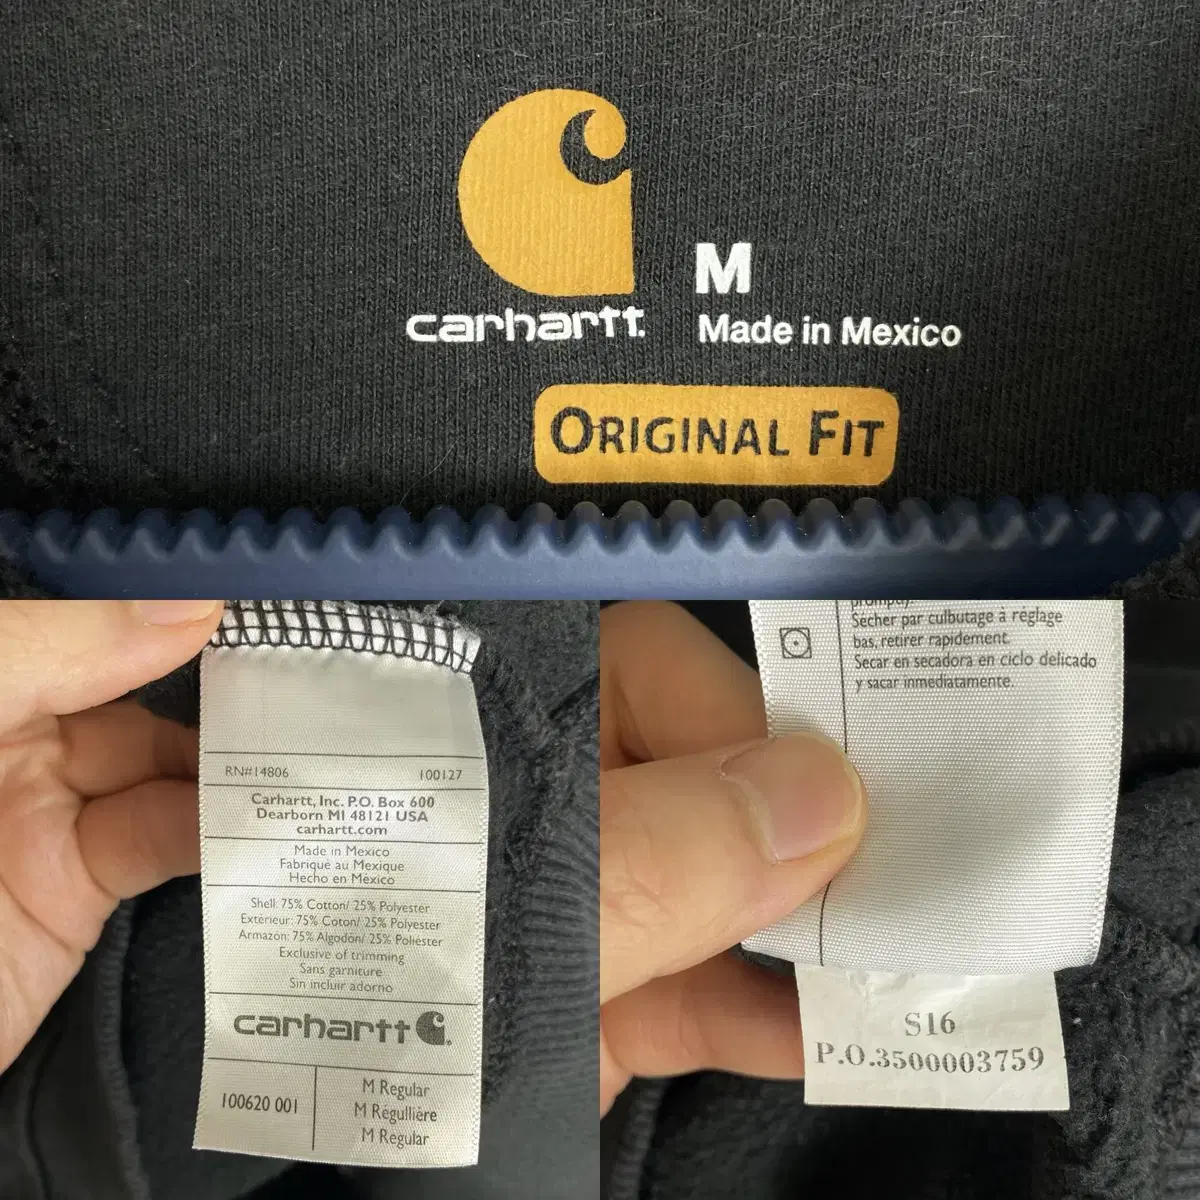 carhartt.
M
Made in Mexico
ORIGINAL FIT
RN#14806 100127
Carhartt, Inc. P.O. Box 600
Dearborn MI 48121 USA
carhartt.com
Made in Mexico
Fabriqué au Mexique
Hecho en México
Shell: 75% Cotton/ 25% Polyester
Extérieur: 75% Coton/ 25% Polyester
Armazón: 75% Algodón/ 25% Poliester
Exclusive of trimming
Sans garniture
Sin incluir adorno
carhartt
100620 001
M Regular
M Régullière
M Regular
promptly.
Sécher par culbutage à réglage
bas, retirer rapidement.
Secar en secadora en ciclo delicado
y sacar inmediatamente.
S16
P.O.3500003759